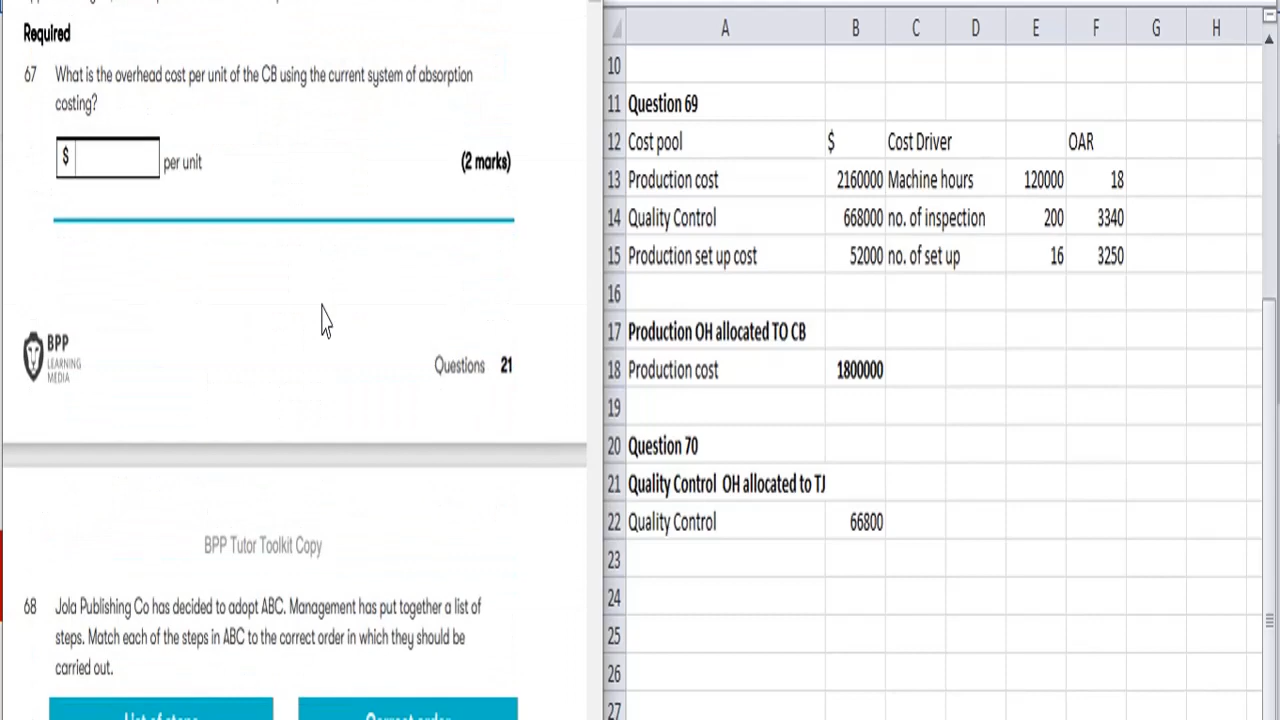 Required
67 What is the overhead cost per unit of the CB using the current system of absorption
costing?
$ per unit (2 marks)
BPP
LEARNING
MEDIA
Questions 21
BPP Tutor Toolkit Copy
68 Jola Publishing Co has decided to adopt ABC. Management has put together a list of
steps. Match each of the steps in ABC to the correct order in which they should be
carried out.
List of steps Correct order
A B C D E F G H
10
11 Question 69
12 Cost pool $ Cost Driver OAR
13 Production cost 2160000 Machine hours 120000 18
14 Quality Control 668000 no. of inspection 200 3340
15 Production set up cost 52000 no. of set up 16 3250
16
17 Production OH allocated TO CB
18 Production cost 1800000
19
20 Question 70
21 Quality Control OH allocated to TJ
22 Quality Control 66800
23
24
25
26
27